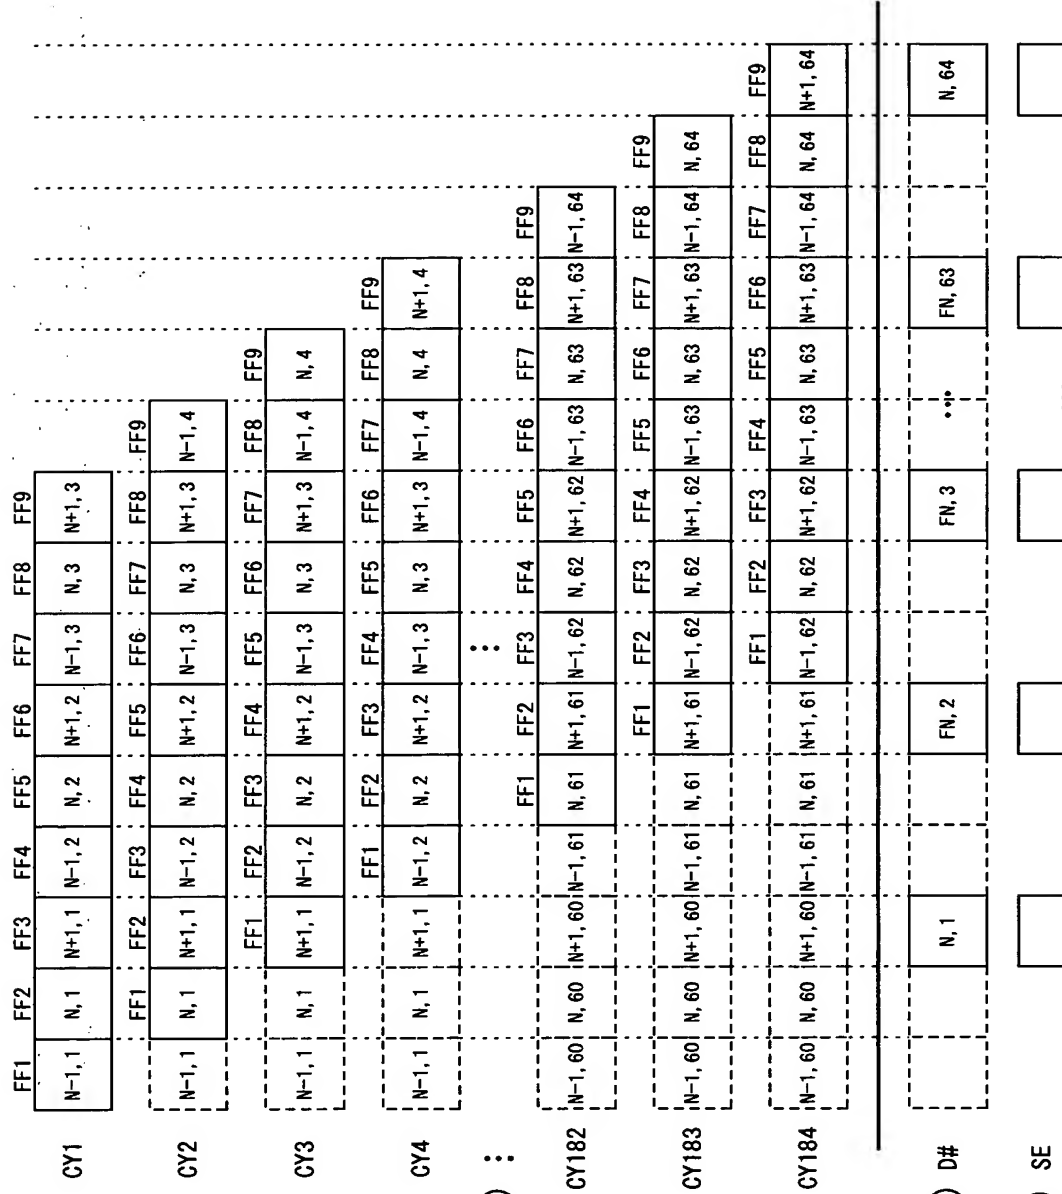 CY1
FF1 FF2 FF3 FF4 FF5 FF6 FF7 FF8 FF9
N-1, 1 N, 1 N+1, 1 N-1, 2 N, 2 N+1, 2 N-1, 3 N, 3 N+1, 3
CY2
FF1 FF2 FF3 FF4 FF5 FF6 FF7 FF8 FF9
N-1, 1 N, 1 N+1, 1 N-1, 2 N, 2 N+1, 2 N-1, 3 N, 3 N+1, 3 N-1, 4
CY3
FF1 FF2 FF3 FF4 FF5 FF6 FF7 FF8 FF9
N-1, 1 N, 1 N+1, 1 N-1, 2 N, 2 N+1, 2 N-1, 3 N, 3 N+1, 3 N-1, 4 N, 4
CY4
FF1 FF2 FF3 FF4 FF5 FF6 FF7 FF8 FF9
N-1, 1 N, 1 N+1, 1 N-1, 2 N, 2 N+1, 2 N-1, 3 N, 3 N+1, 3 N-1, 4 N, 4 N+1, 4
⋮ ⋮
CY182
FF1 FF2 FF3 FF4 FF5 FF6 FF7 FF8 FF9
N-1, 60 N, 60 N+1, 60 N-1, 61 N, 61 N+1, 61 N-1, 62 N, 62 N+1, 62 N-1, 63 N, 63 N+1, 63 N-1, 64
CY183
FF1 FF2 FF3 FF4 FF5 FF6 FF7 FF8 FF9
N-1, 60 N, 60 N+1, 60 N-1, 61 N, 61 N+1, 61 N-1, 62 N, 62 N+1, 62 N-1, 63 N, 63 N+1, 63 N-1, 64 N, 64
CY184
FF1 FF2 FF3 FF4 FF5 FF6 FF7 FF8 FF9
N-1, 60 N, 60 N+1, 60 N-1, 61 N, 61 N+1, 61 N-1, 62 N, 62 N+1, 62 N-1, 63 N, 63 N+1, 63 N-1, 64 N, 64 N+1, 64
D#
N, 1 FN, 2 FN, 3 ... FN, 63 N, 64
SE